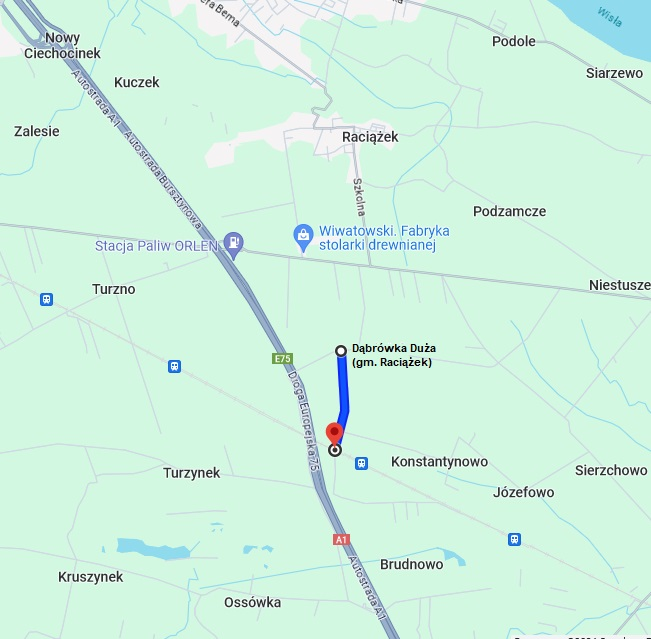 era Bema
Wisła
Nowy
Ciechocinek
Podole
Siarzewo
Kuczek
Autostrada A1
Zalesie
Raciążek
Autostrada Bursztynowa
Szkolna
Podzamcze
Wiwatowski. Fabryka
stolarki drewnianej
Stacja Paliw ORLEN
Turzno
Niestusze
Dąbrówka Duża
(gm. Raciążek)
E75
Droga Europejska 75
Konstantynowo
Turzynek
Sierzchowo
Józefowo
A1
Autostrada A1
Brudnowo
Kruszynek
Ossówka